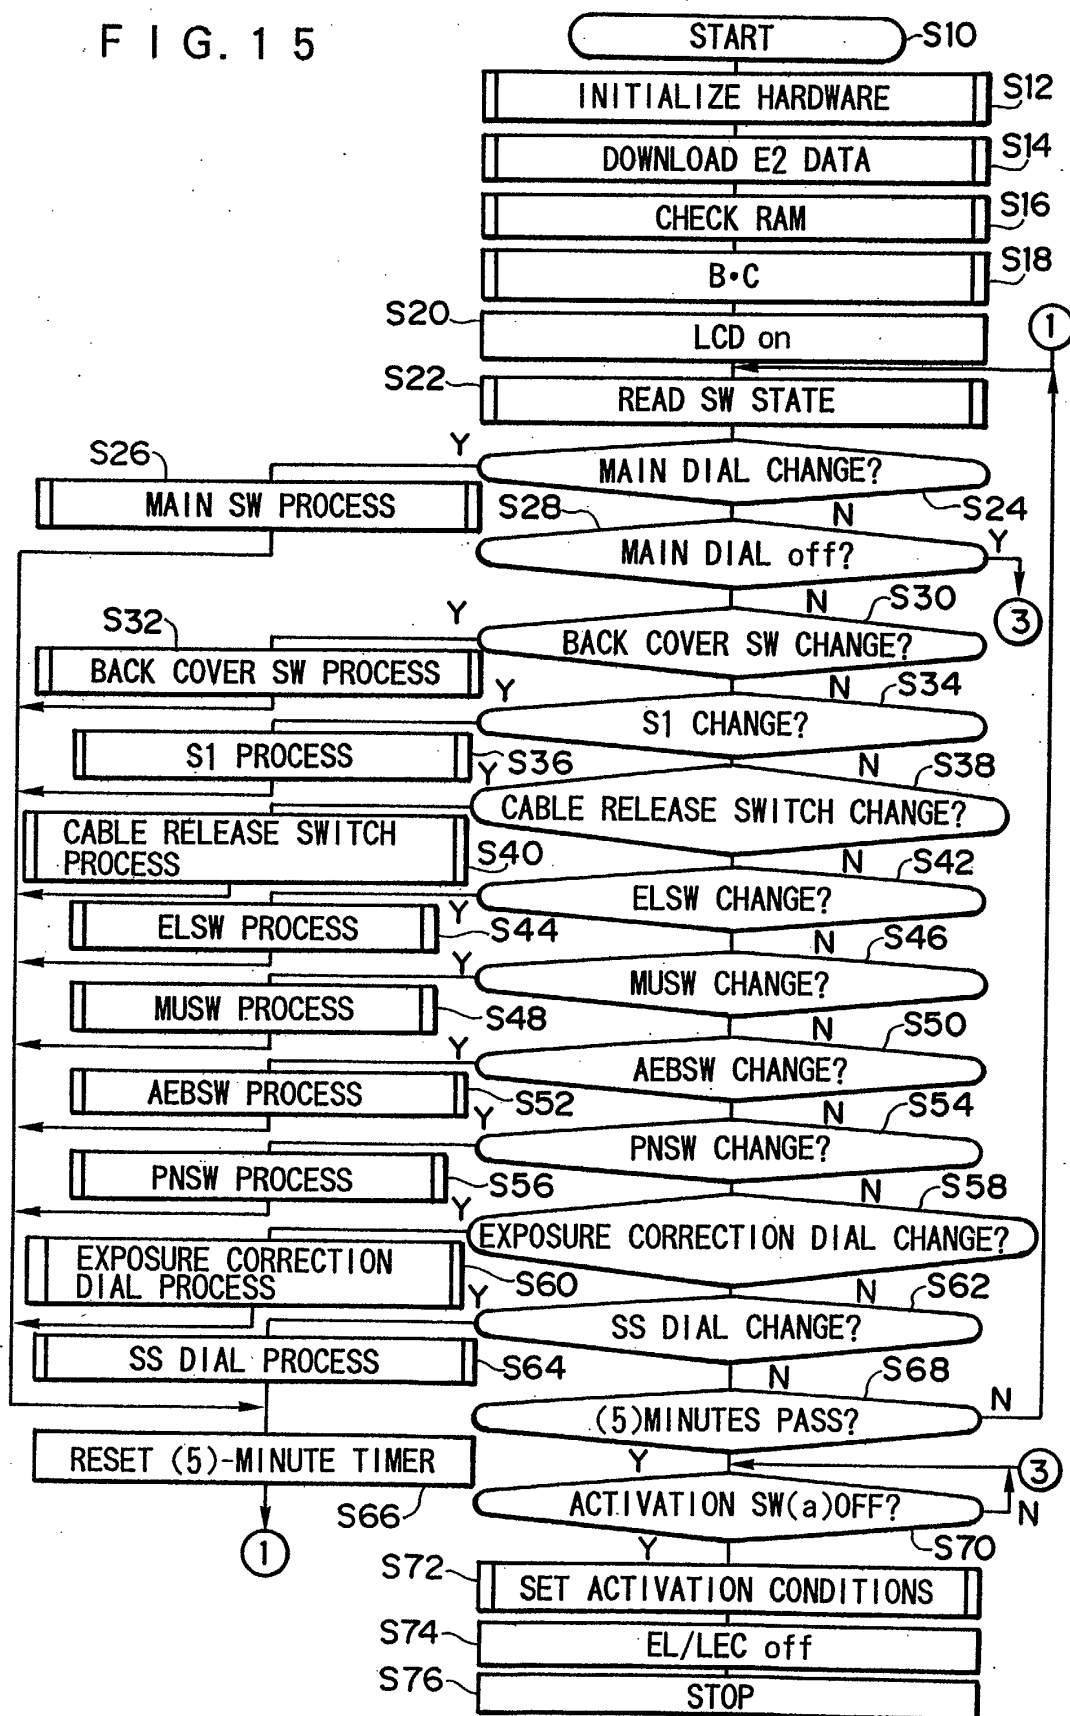 FIG.15
START
S10
INITIALIZE HARDWARE
S12
DOWNLOAD E2 DATA
S14
CHECK RAM
S16
B•C
S18
S20
LCD on
1
S22
READ SW STATE
Y
MAIN DIAL CHANGE?
S24
S26
MAIN SW PROCESS
N
S28
MAIN DIAL off?
Y
3
N
S30
BACK COVER SW CHANGE?
Y
S32
BACK COVER SW PROCESS
N
S34
S1 CHANGE?
Y
S1 PROCESS
S36
N
S38
CABLE RELEASE SWITCH CHANGE?
Y
CABLE RELEASE SWITCH
PROCESS
S40
N
S42
ELSW CHANGE?
Y
ELSW PROCESS
S44
N
S46
MUSW CHANGE?
Y
MUSW PROCESS
S48
N
S50
AEBSW CHANGE?
Y
AEBSW PROCESS
S52
N
S54
PNSW CHANGE?
Y
PNSW PROCESS
S56
N
S58
EXPOSURE CORRECTION DIAL CHANGE?
Y
EXPOSURE CORRECTION
DIAL PROCESS
S60
N
S62
SS DIAL CHANGE?
Y
SS DIAL PROCESS
S64
N
S68
(5)MINUTES PASS?
N
RESET (5)-MINUTE TIMER
S66
1
Y
3
ACTIVATION SW(a)OFF?
N
S70
Y
S72
SET ACTIVATION CONDITIONS
S74
EL/LEC off
S76
STOP